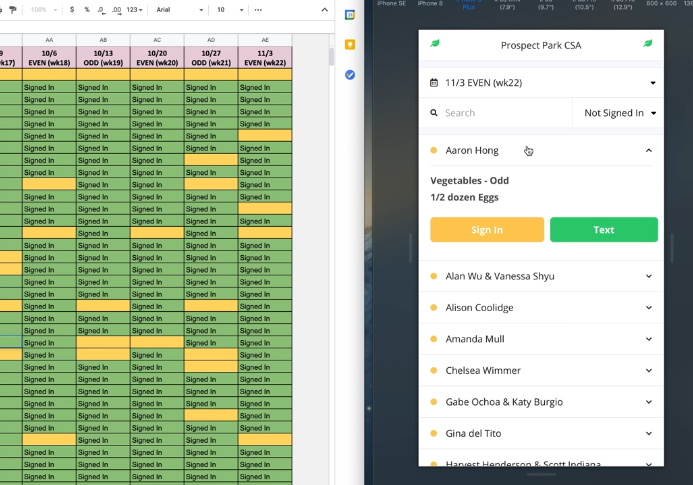 100% $ % .0 .00 123 Arial 10
iPhone SE iPhone 8 Plus (7.9") (9.7") (10.5") (12.9") 800 × 600
AA AB AC AD AE
10/6 10/13 10/20 10/27 11/3
EVEN (wk18) ODD (wk19) EVEN (wk20) ODD (wk21) EVEN (wk22)
Signed In Signed In Signed In Signed In Signed In
Signed In Signed In Signed In Signed In Signed In
Signed In Signed In Signed In Signed In Signed In
Signed In Signed In Signed In Signed In Signed In
Signed In Signed In Signed In Signed In
Signed In Signed In Signed In Signed In Signed In
Signed In Signed In Signed In Signed In
Signed In Signed In Signed In Signed In Signed In
Signed In Signed In Signed In
Signed In Signed In Signed In Signed In Signed In
Signed In Signed In Signed In Signed In
Signed In Signed In Signed In Signed In Signed In
Signed In Signed In
Signed In Signed In Signed In Signed In Signed In
Signed In Signed In Signed In Signed In Signed In
Signed In Signed In Signed In Signed In Signed In
Signed In Signed In Signed In Signed In Signed In
Signed In Signed In Signed In Signed In Signed In
Signed In Signed In Signed In
Signed In Signed In Signed In Signed In Signed In
Signed In Signed In Signed In Signed In Signed In
Signed In Signed In Signed In
Signed In Signed In Signed In
Signed In Signed In Signed In Signed In
Signed In Signed In Signed In Signed In Signed In
Signed In Signed In Signed In Signed In Signed In
Signed In Signed In Signed In Signed In Signed In
Signed In Signed In Signed In Signed In
Signed In Signed In Signed In Signed In Signed In
Signed In Signed In Signed In
Signed In Signed In Signed In Signed In Signed In
Signed In Signed In Signed In Signed In Signed In
Signed In Signed In Signed In Signed In Signed In
Prospect Park CSA
11/3 EVEN (wk22)
Search Not Signed In
Aaron Hong
Vegetables - Odd
1/2 dozen Eggs
Sign In Text
Alan Wu & Vanessa Shyu
Alison Coolidge
Amanda Mull
Chelsea Wimmer
Gabe Ochoa & Katy Burgio
Gina del Tito
Harvest Henderson & Scott Indiana